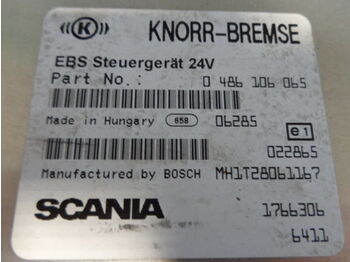 K KNORR-BREMSE
EBS Steuergerät 24V
Part No.: 0 486 106 065
Made in Hungary 658 06285
e1
022865
Manufactured by BOSCH MH1T28061167
SCANIA 1766306
6411